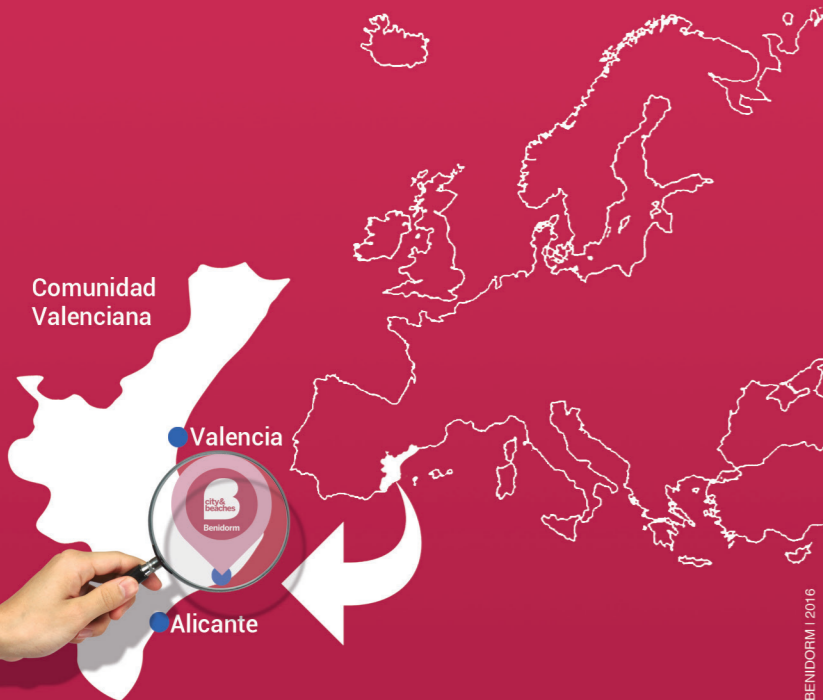 Comunidad
Valenciana
Valencia
city&
beaches
Benidorm
Alicante
BENIDORM | 2016